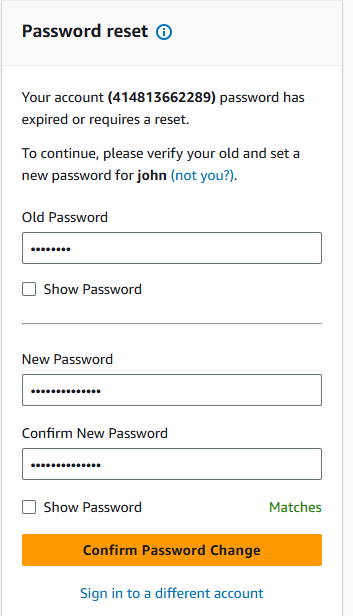 Password reset
Your account (414813662289) password has
expired or requires a reset.
To continue, please verify your old and set a
new password for john (not you?).
Old Password
••••••••
Show Password
New Password
••••••••••••••
Confirm New Password
••••••••••••••
Show Password
Matches
Confirm Password Change
Sign in to a different account